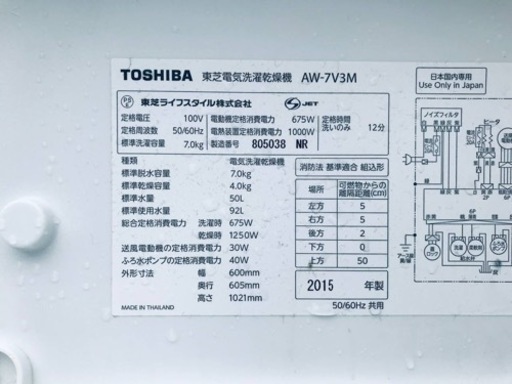 TOSHIBA 東芝電気洗濯乾燥機 AW-7V3M
日本国内専用
Use Only in Japan
東芝ライフスタイル株式会社 JET
定格電圧 100V 電動機定格消費電力 675W 定格時間
定格周波数 50/60Hz 電熱装置定格消費電力 1000W 洗いのみ 12分
標準洗濯容量 7.0kg 製造番号 805038 NR
種類 電気洗濯乾燥機
標準脱水容量 7.0kg
標準乾燥容量 4.0kg
標準水量 50L
標準使用水量 92L
総合定格消費電力 洗濯時 675W
乾燥時 1250W
送風電動機の定格消費電力 30W
ふろ水ポンプの定格消費電力 40W
外形寸法 幅 600mm
奥行 605mm
高さ 1021mm
MADE IN THAILAND
消防法 基準適合 組込形
場所 可燃物からの離隔距離(cm)
左方 5
右方 5
後方 2
下方 0
上方 50
2015 年製
50/60Hz 共用
ノイズフィルタ
ヒータ